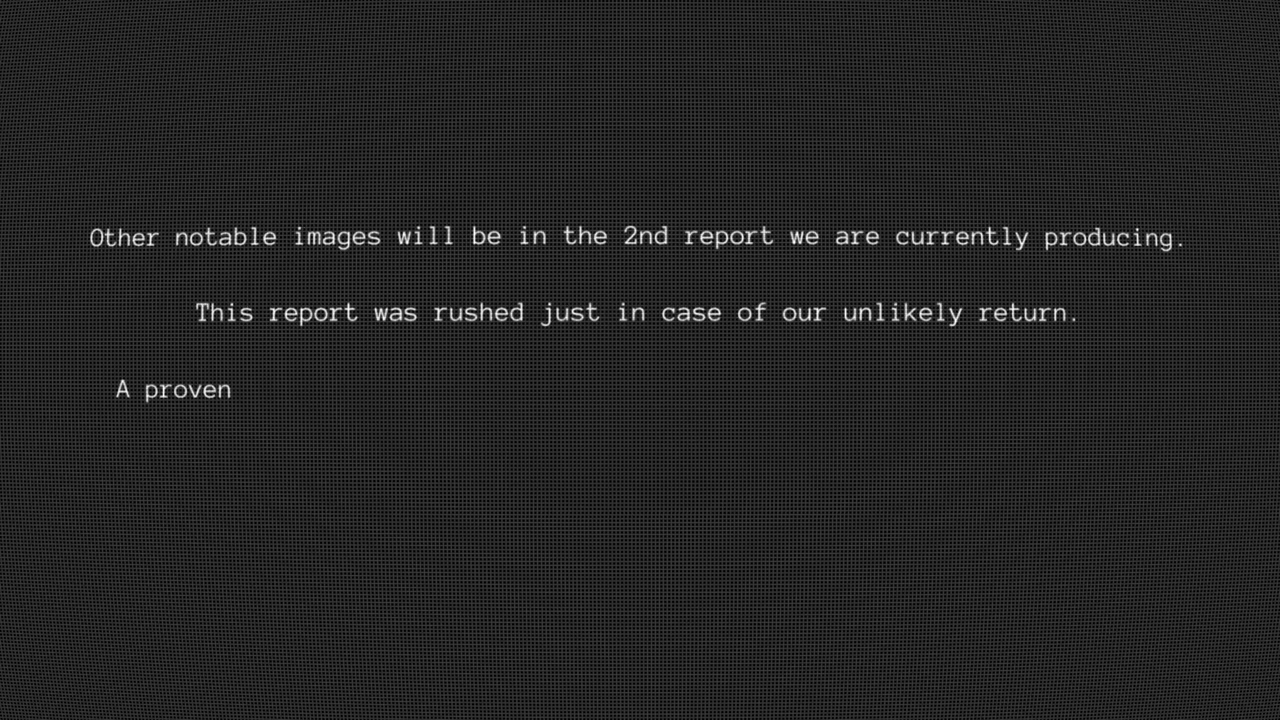 Other notable images will be in the 2nd report we are currently producing.
This report was rushed just in case of our unlikely return.
A proven